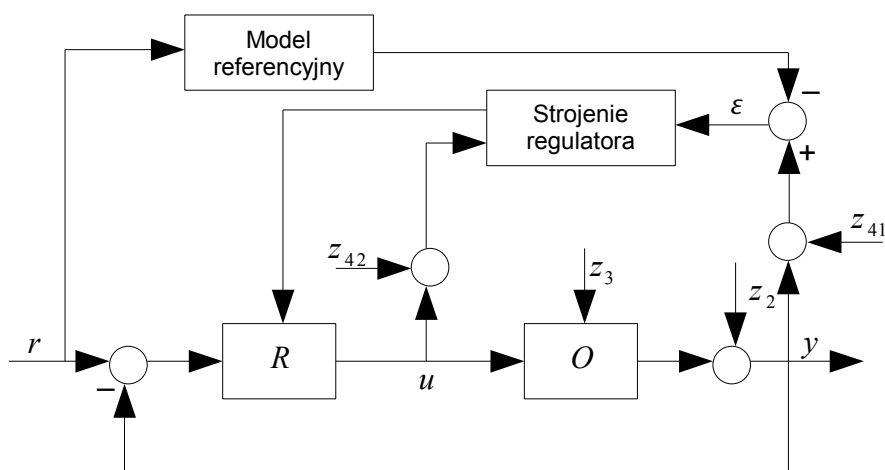 Model
referencyjny
−
Strojenie
regulatora
ε
+
z₄₁
z₄₂
z₃
z₂
r
R
O
y
−
u